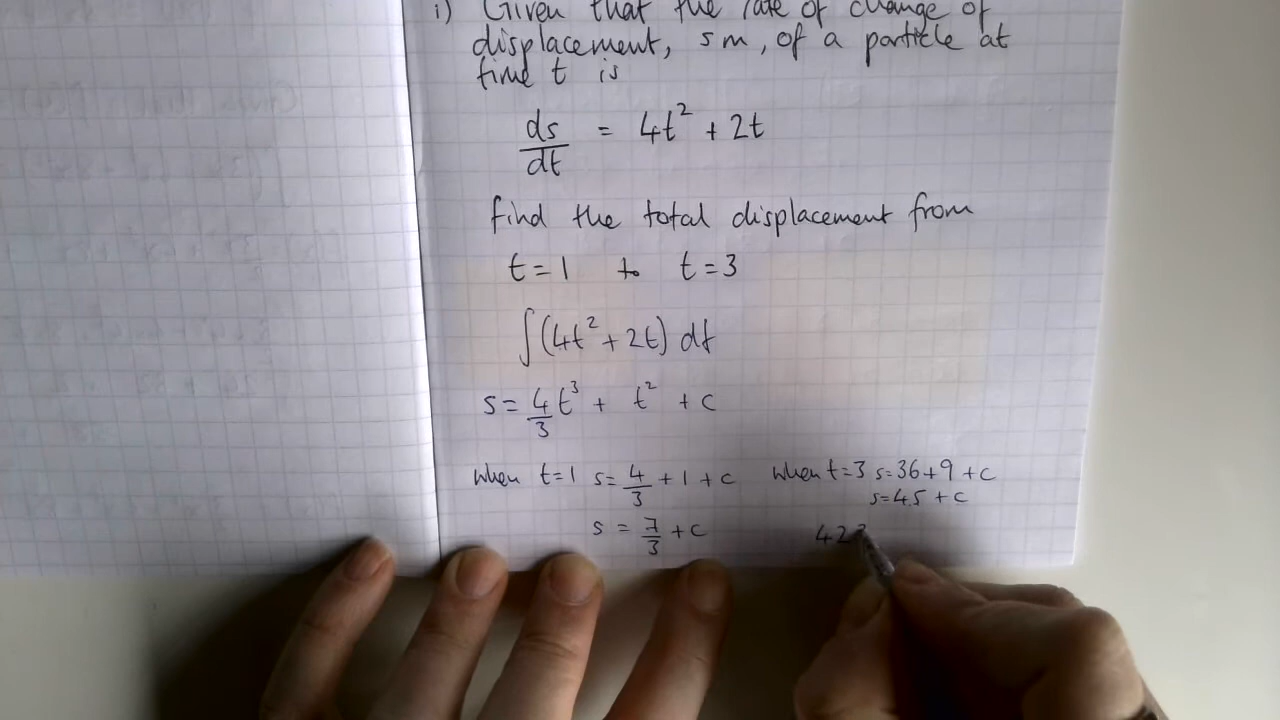 i) Given that the rate of change of
displacement, s m, of a particle at
time t is
ds/dt = 4t² + 2t
find the total displacement from
t=1 to t=3
∫(4t² + 2t) dt
s = 4/3 t³ + t² + c
when t=1 s = 4/3 + 1 + c when t=3 s=36+9+c
s=45+c
s = 7/3 + c
42